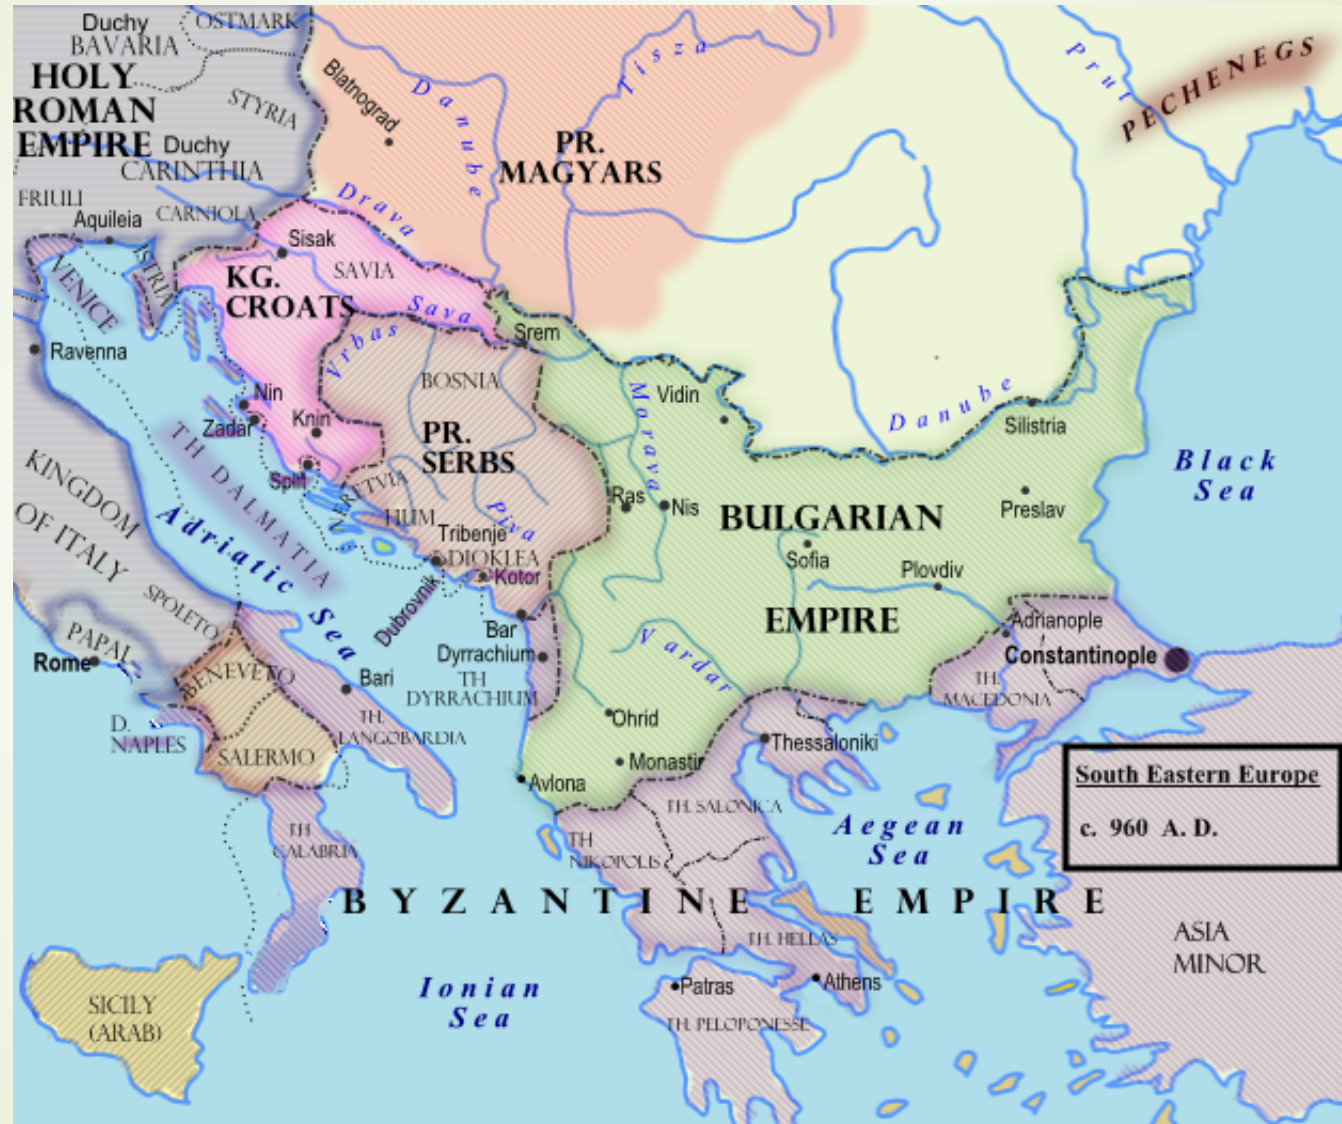 Duchy
BAVARIA
OSTMARK
HOLY
ROMAN
EMPIRE
STYRIA
Duchy
CARINTHIA
FRIULI
CARNIOLA
Aquileia
ISTRIA
VENICE
Ravenna
Blatnograd
Danube
Tisza
Prut
PECHENEGS
PR.
MAGYARS
Drava
Sisak
SAVIA
KG.
CROATS
Sava
Vrbas
Srem
BOSNIA
Morava
Vidin
Danube
Silistria
Nin
Zadar
Knin
Split
PR.
SERBS
NERETVIA
HUM
Piva
Tribenje
DIOKLEA
Kotor
Dubrovnik
Ras
Nis
BULGARIAN
EMPIRE
Preslav
Sofia
Plovdiv
Black
Sea
KINGDOM
OF ITALY
TH DALMATIA
Adriatic Sea
SPOLETO
PAPAL
Rome
BENEVETO
Bari
D.
NAPLES
SALERMO
TH.
LANGOBARDIA
Bar
Dyrrachium
TH
DYRRACHIUM
Vardar
Ohrid
Monastir
Avlona
Adrianople
Constantinople
TH.
MACEDONIA
Thessaloniki
South Eastern Europe
c. 960 A. D.
TH. SALONICA
TH
NIKOPOLIS
Aegean
Sea
TH
CALABRIA
BYZANTINE EMPIRE
TH. HELLAS
ASIA
MINOR
Ionian
Sea
Patras
Athens
TH. PELOPONESSE
SICILY
(ARAB)